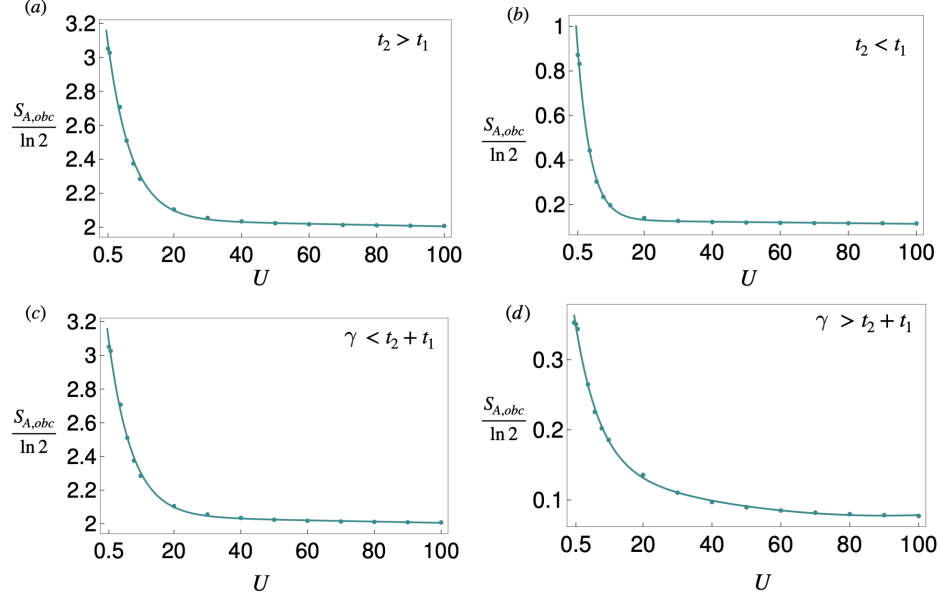 (a)
t₂ > t₁
S_{A,obc}
ln 2
3.2
3
2.8
2.6
2.4
2.2
2
0.5 20 40 60 80 100
U
(b)
t₂ < t₁
S_{A,obc}
ln 2
1
0.8
0.6
0.4
0.2
0.5 20 40 60 80 100
U
(c)
γ < t₂ + t₁
S_{A,obc}
ln 2
3.2
3
2.8
2.6
2.4
2.2
2
0.5 20 40 60 80 100
U
(d)
γ > t₂ + t₁
S_{A,obc}
ln 2
0.3
0.2
0.1
0.5 20 40 60 80 100
U